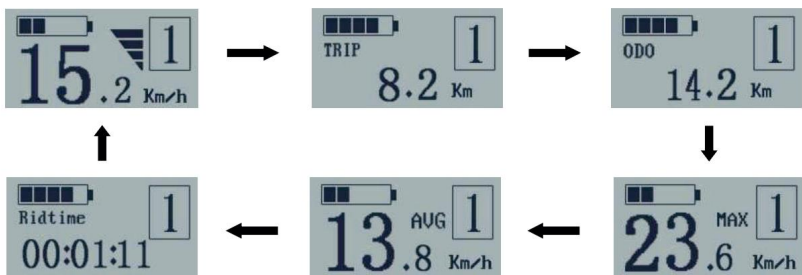 1
15.2 Km/h
1
TRIP
8.2 Km
1
ODO
14.2 Km
1
Ridtime
00:01:11
1
AVG
13.8 Km/h
1
MAX
23.6 Km/h